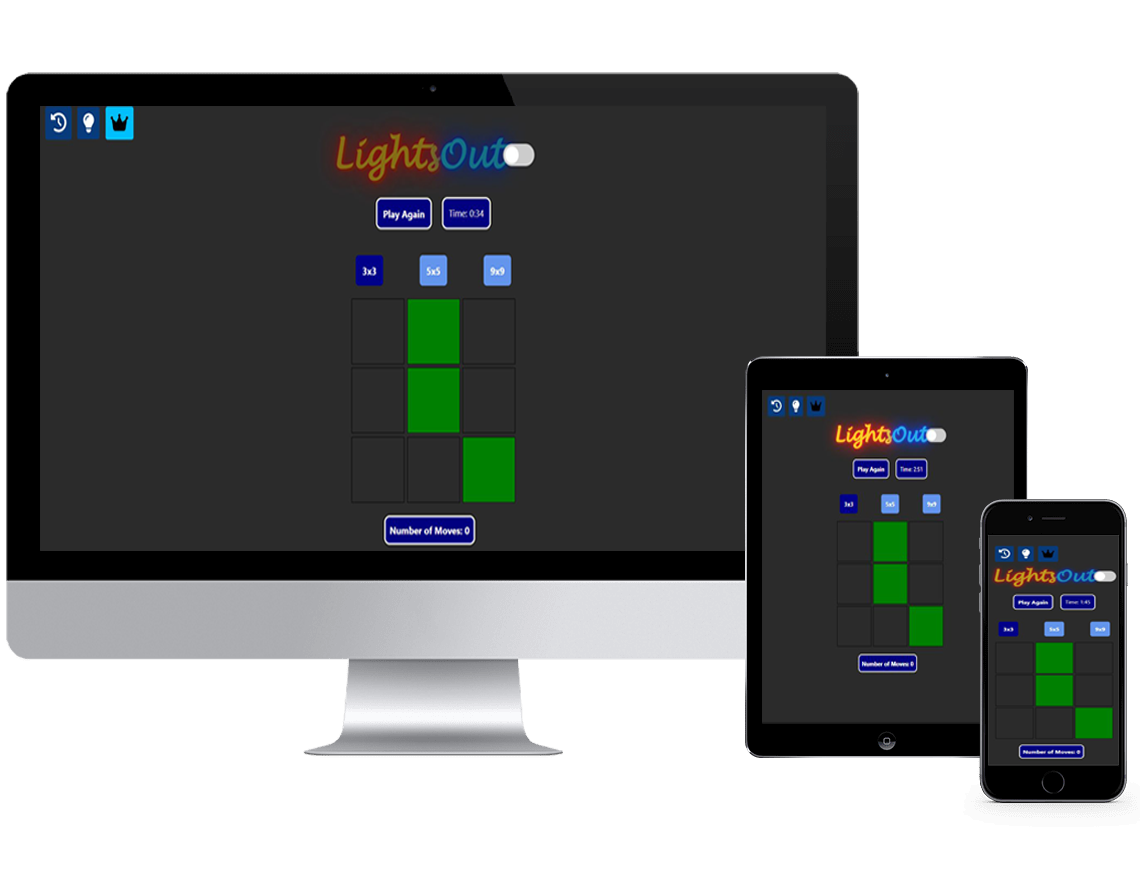 LightsOut
Play Again
Time: 0:34
3x3
5x5
9x9
Number of Moves: 0
LightsOut
Play Again
Time: 2:51
3x3
5x5
9x9
Number of Moves: 0
LightsOut
Play Again
Time: 1:45
3x3
5x5
9x9
Number of Moves: 0